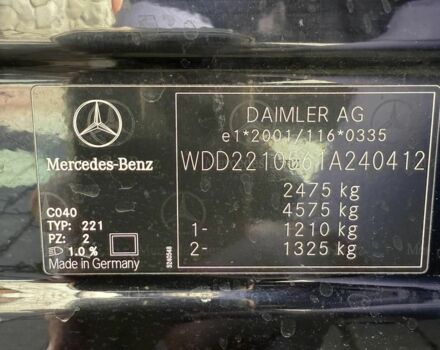 Mercedes-Benz
C040
TYP: 221
PZ: 2
1.0 %
Made in Germany
DAIMLER AG
e1*2001/116*0335
2475 kg
4575 kg
1- 1210 kg
2- 1325 kg